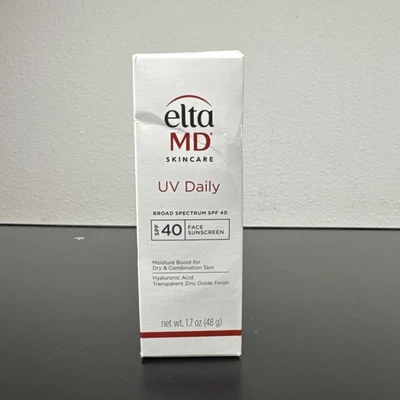 elta
MD®
SKINCARE
UV Daily
BROAD SPECTRUM SPF 40
SPF 40 FACE
SUNSCREEN
Moisture Boost for
Dry & Combination Skin
Hyaluronic Acid
Transparent Zinc Oxide Finish
net wt. 1.7 oz (48 g)